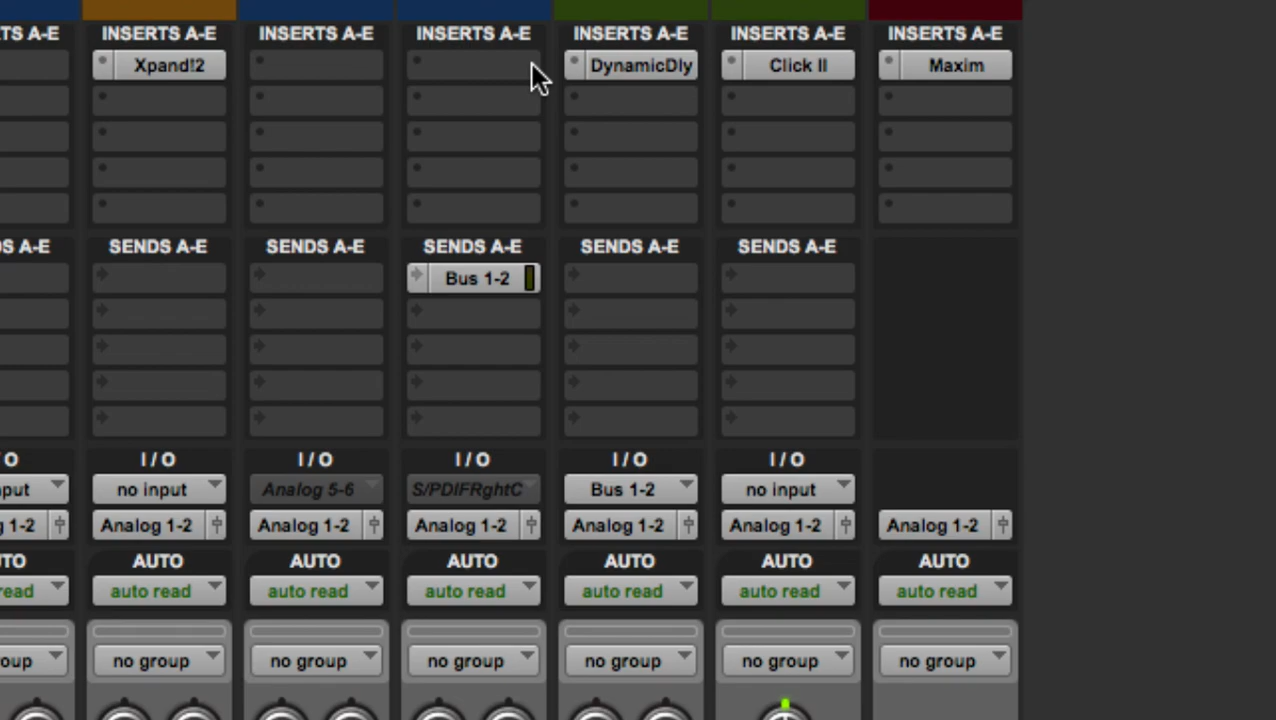 TS A-E INSERTS A-E INSERTS A-E INSERTS A-E INSERTS A-E INSERTS A-E INSERTS A-E
Xpand!2 DynamicDly Click II Maxim
S A-E SENDS A-E SENDS A-E SENDS A-E SENDS A-E SENDS A-E
Bus 1-2
/ O I / O I / O I / O I / O I / O
put no input Analog 5-6 S/PDIFRghtC Bus 1-2 no input
g 1-2 Analog 1-2 Analog 1-2 Analog 1-2 Analog 1-2 Analog 1-2 Analog 1-2
TO AUTO AUTO AUTO AUTO AUTO AUTO
read auto read auto read auto read auto read auto read auto read
oup no group no group no group no group no group no group